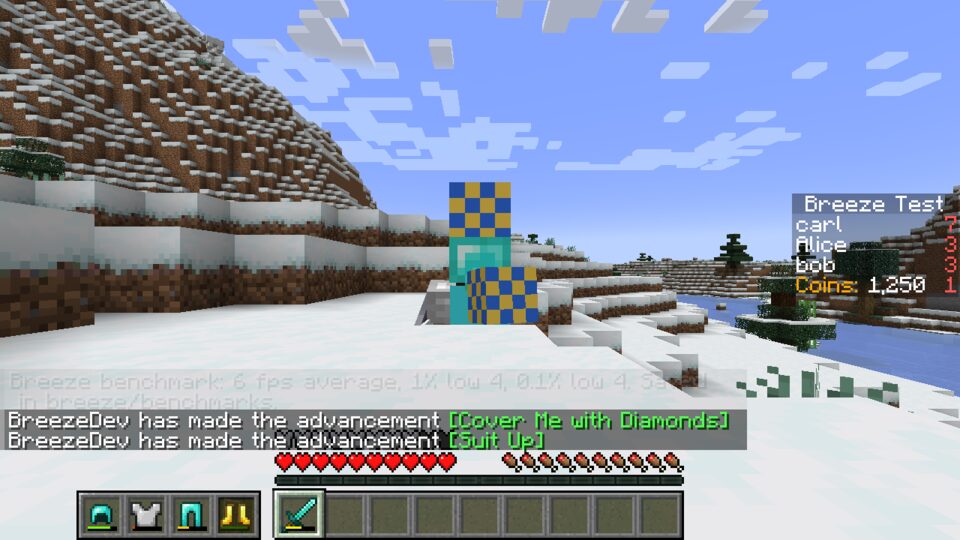 Breeze Test
carl 7
Alice 3
bob 3
Coins: 1,250 1
Breeze benchmark: 6 fps average, 1% low 4, 0.1% low 4. Saved
in breeze/benchmarks.
BreezeDev has made the advancement [Cover Me with Diamonds]
BreezeDev has made the advancement [Suit Up]